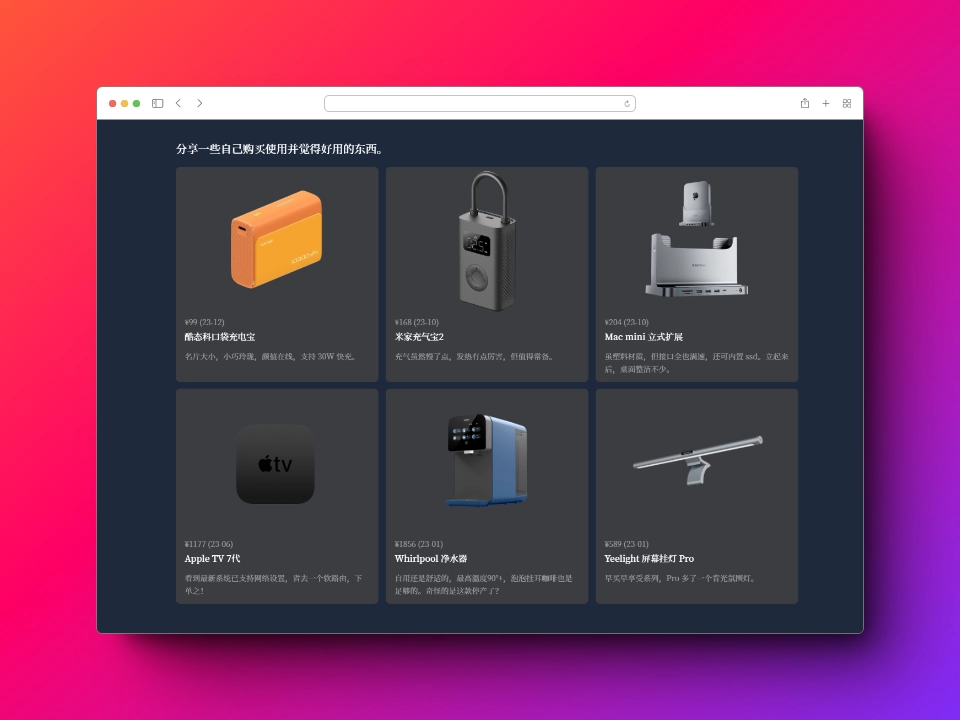 分享一些自己购买使用并觉得好用的东西。
¥99 (23-12)
酷态科口袋充电宝
名片大小，小巧玲珑，颜值在线，支持 30W 快充。
¥168 (23-10)
米家充气宝2
充气虽然慢了点，发热有点厉害，但值得常备。
¥204 (23-10)
Mac mini 立式扩展
虽塑料材质，但接口全也满速，还可内置 ssd。立起来
后，桌面整洁不少。
tv
¥1177 (23-06)
Apple TV 7代
看到最新系统已支持网络设置，省去一个软路由，下
单之！
¥1856 (23-01)
Whirlpool 净水器
自用还是舒适的，最高温度90°+，泡泡挂耳咖啡也是
足够的。奇怪的是这款停产了？
¥589 (23-01)
Yeelight 屏幕挂灯 Pro
早买早享受系列，Pro 多了一个背光氛围灯。